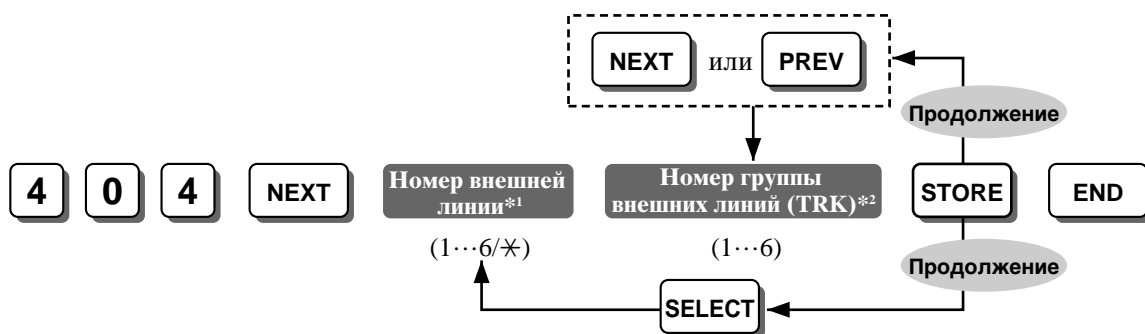 NEXT или PREV
Продолжение
4 0 4 NEXT Номер внешней линии*1 Номер группы внешних линий (TRK)*2 STORE END
(1···6/✳) (1···6)
Продолжение
SELECT